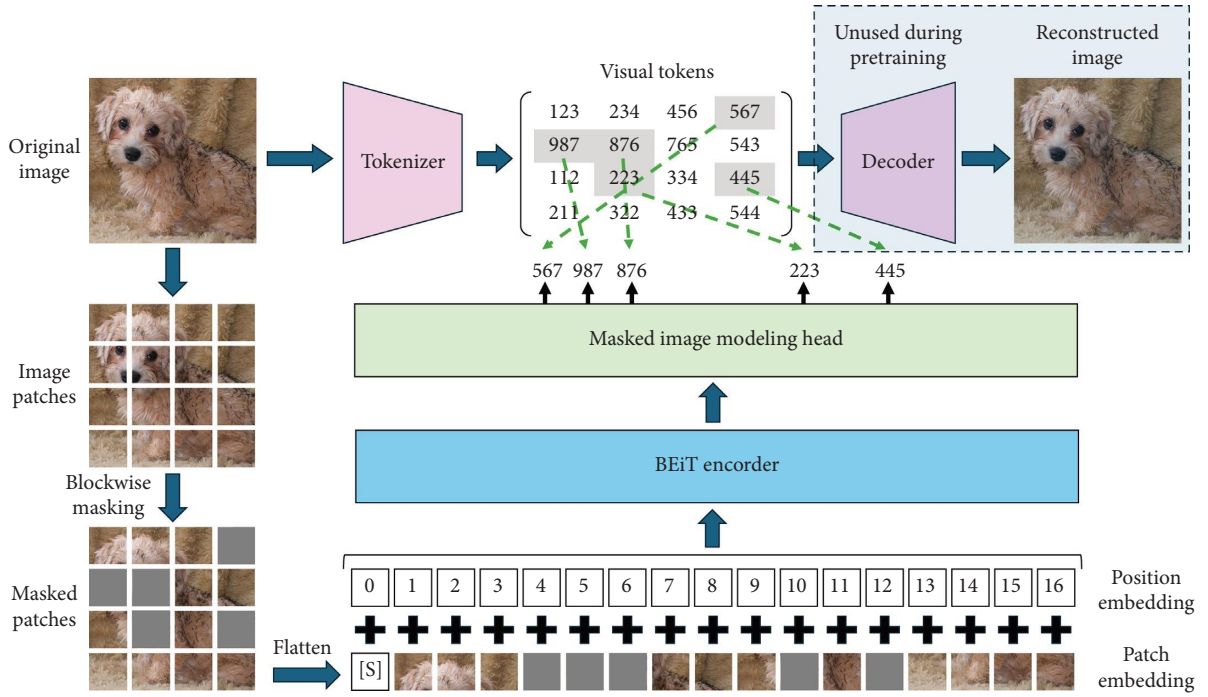 Unused during
pretraining
Reconstructed
image
Visual tokens
Original
image
Tokenizer
123 234 456 567
987 876 765 543
112 223 334 445
211 322 433 544
Decoder
567 987 876 223 445
Masked image modeling head
Image
patches
BEiT encorder
Blockwise
masking
Masked
patches
0 1 2 3 4 5 6 7 8 9 10 11 12 13 14 15 16
Position
embedding
Flatten
[S]
Patch
embedding